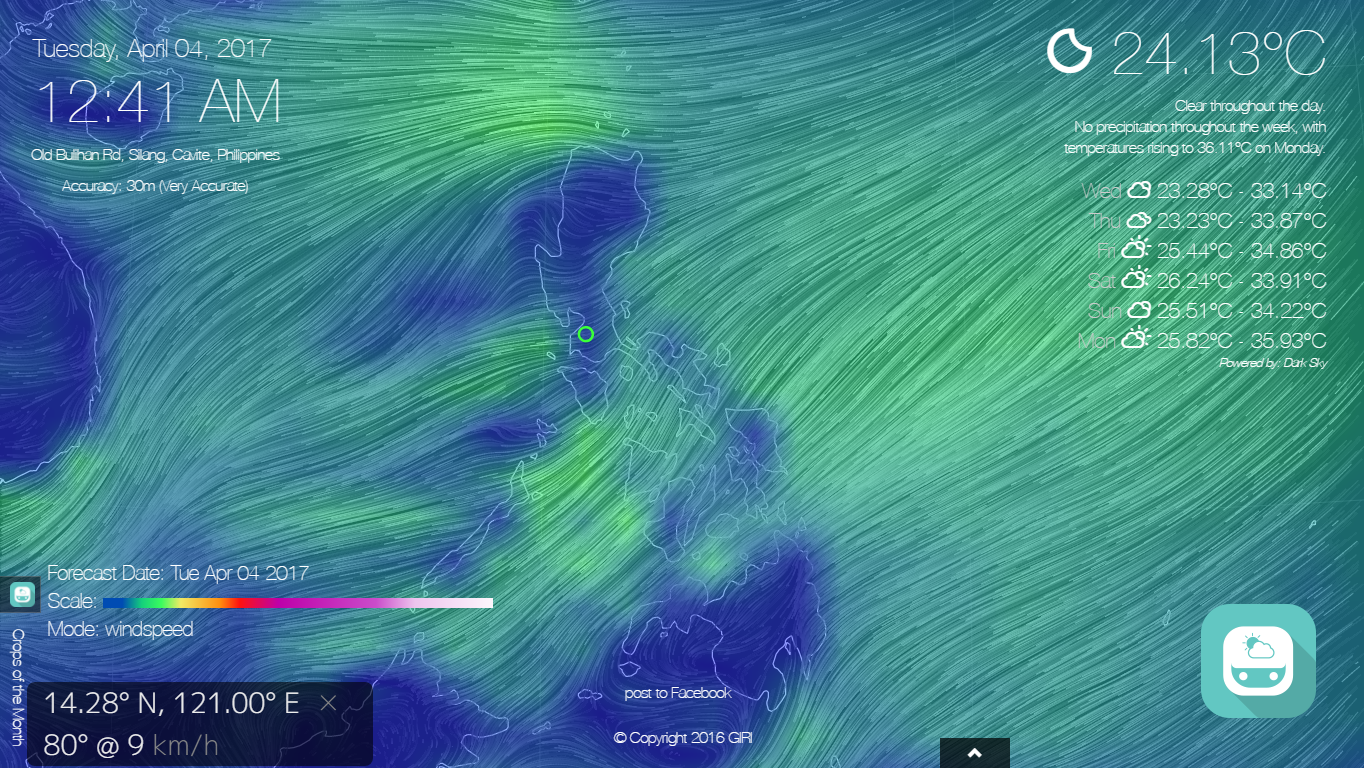 Tuesday, April 04, 2017
12:41 AM
Old Bulihan Rd, Silang, Cavite, Philippines
Accuracy: 30m (Very Accurate)
24.13°C
Clear throughout the day.
No precipitation throughout the week, with
temperatures rising to 36.11°C on Monday.
Wed 23.28°C - 33.14°C
Thu 23.23°C - 33.87°C
Fri 25.44°C - 34.86°C
Sat 26.24°C - 33.91°C
Sun 25.51°C - 34.22°C
Mon 25.82°C - 35.93°C
Powered by: Dark Sky
Forecast Date: Tue Apr 04 2017
Scale:
Mode: windspeed
Crops of the Month
14.28° N, 121.00° E ×
80° @ 9 km/h
post to Facebook
© Copyright 2016 GIRI